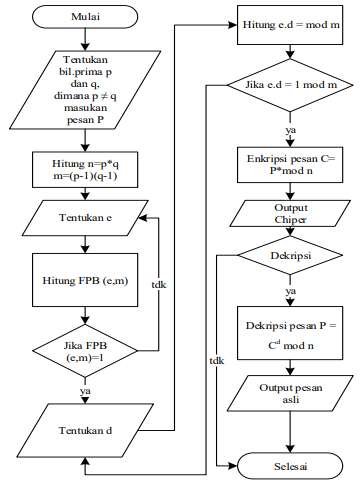 Mulai
Tentukan
bil.prima p
dan q,
dimana p ≠ q
masukan
pesan P
Hitung n=p*q
m=(p-1)(q-1)
Tentukan e
Hitung FPB (e,m)
tdk
Jika FPB
(e,m)=1
ya
Tentukan d
Hitung e.d = mod m
Jika e.d = 1 mod m
ya
Enkripsi pesan C=
P*mod n
Output
Chiper
Dekripsi
ya
tdk
Dekripsi pesan P =
C^d mod n
Output pesan
asli
Selesai